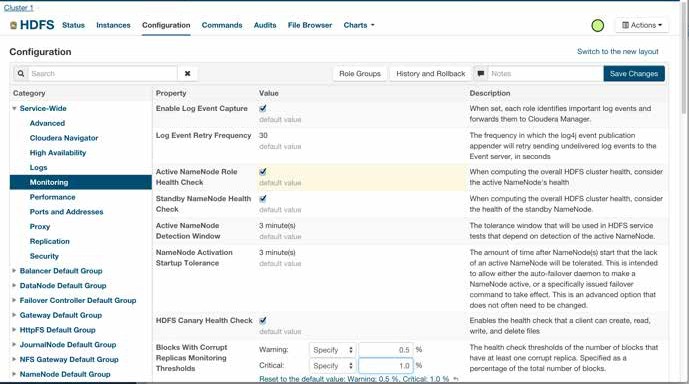 Cluster 1
HDFS Status Instances Configuration Commands Audits File Browser Charts Actions
Configuration Switch to the new layout
Search Role Groups History and Rollback Notes Save Changes
Category Property Value Description
Service-Wide
Advanced
Cloudera Navigator
High Availability
Logs
Monitoring
Performance
Ports and Addresses
Proxy
Replication
Security
Balancer Default Group
DataNode Default Group
Failover Controller Default Group
Gateway Default Group
HttpFS Default Group
JournalNode Default Group
NFS Gateway Default Group
NameNode Default Group
Enable Log Event Capture
default value
When set, each role identifies important log events and
forwards them to Cloudera Manager.
Log Event Retry Frequency 30
default value
The frequency in which the log4j event publication
appender will retry sending undelivered log events to the
Event server, in seconds
Active NameNode Role
Health Check
default value
When computing the overall HDFS cluster health, consider
the active NameNode's health
Standby NameNode Health
Check
default value
When computing the overall HDFS cluster health, consider
the health of the standby NameNode.
Active NameNode
Detection Window
3 minute(s)
default value
The tolerance window that will be used in HDFS service
tests that depend on detection of the active NameNode.
NameNode Activation
Startup Tolerance
3 minute(s)
default value
The amount of time after NameNode(s) start that the lack
of an active NameNode will be tolerated. This is intended
to allow either the auto-failover daemon to make a
NameNode active, or a specifically issued failover
command to take effect. This is an advanced option that
does not often need to be changed.
HDFS Canary Health Check
default value
Enables the health check that a client can create, read,
write, and delete files
Blocks With Corrupt
Replicas Monitoring
Thresholds
Warning: Specify 0.5 %
Critical: Specify 1.0 %
Reset to the default value: Warning: 0.5 %, Critical: 1.0 %
The health check thresholds of the number of blocks that
have at least one corrupt replica. Specified as a
percentage of the total number of blocks.